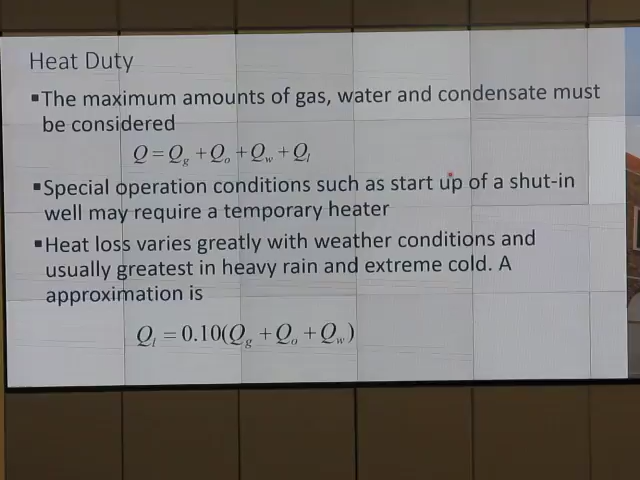 Heat Duty
▪The maximum amounts of gas, water and condensate must
be considered
Q = Q_g + Q_o + Q_w + Q_l
▪Special operation conditions such as start up of a shut-in
well may require a temporary heater
▪Heat loss varies greatly with weather conditions and
usually greatest in heavy rain and extreme cold. A
approximation is
Q_l = 0.10(Q_g + Q_o + Q_w)